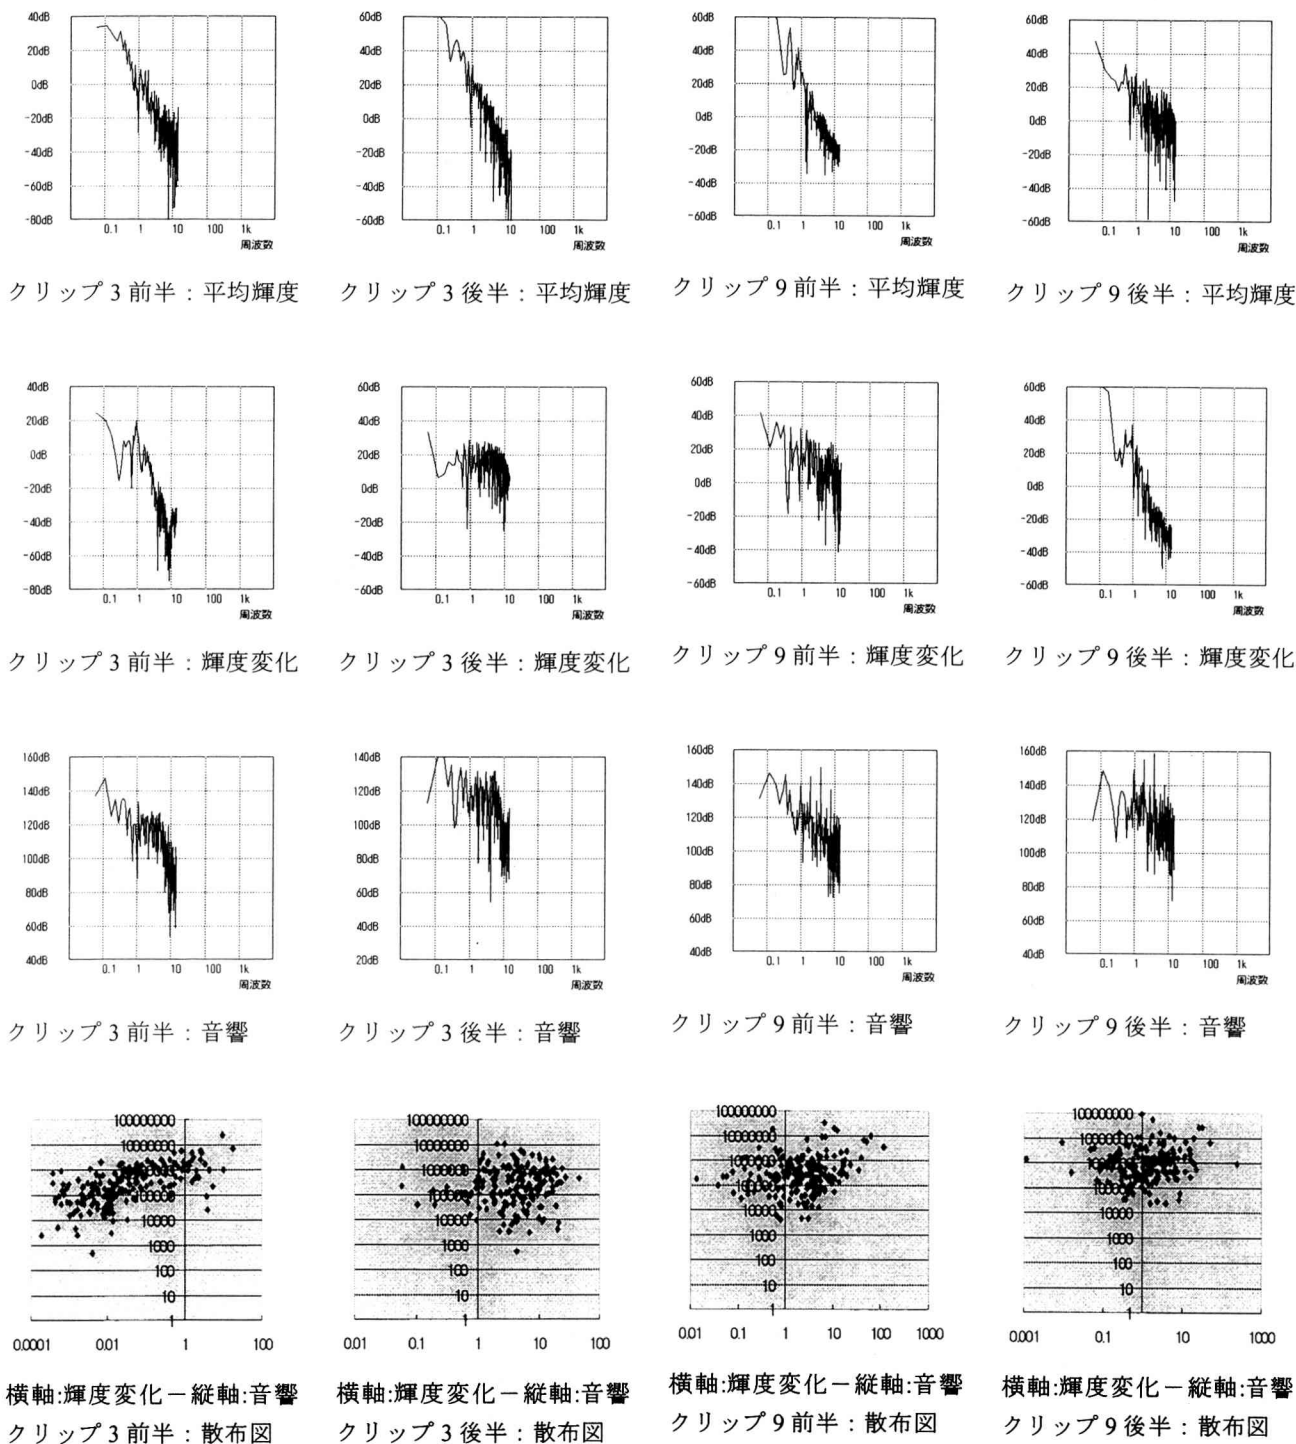 40dB
20dB
0dB
-20dB
-40dB
-60dB
-80dB
0.1 1 10 100 1k
周波数
クリップ 3 前半：平均輝度
60dB
40dB
20dB
0dB
-20dB
-40dB
-60dB
0.1 1 10 100 1k
周波数
クリップ 3 後半：平均輝度
60dB
40dB
20dB
0dB
-20dB
-40dB
-60dB
0.1 1 10 100 1k
周波数
クリップ 9 前半：平均輝度
60dB
40dB
20dB
0dB
-20dB
-40dB
-60dB
0.1 1 10 100 1k
周波数
クリップ 9 後半：平均輝度
40dB
20dB
0dB
-20dB
-40dB
-60dB
-80dB
0.1 1 10 100 1k
周波数
クリップ 3 前半：輝度変化
60dB
40dB
20dB
0dB
-20dB
-40dB
-60dB
0.1 1 10 100 1k
周波数
クリップ 3 後半：輝度変化
60dB
40dB
20dB
0dB
-20dB
-40dB
-60dB
0.1 1 10 100 1k
周波数
クリップ 9 前半：輝度変化
60dB
40dB
20dB
0dB
-20dB
-40dB
-60dB
0.1 1 10 100 1k
周波数
クリップ 9 後半：輝度変化
160dB
140dB
120dB
100dB
80dB
60dB
40dB
0.1 1 10 100 1k
周波数
クリップ 3 前半：音響
140dB
120dB
100dB
80dB
60dB
40dB
20dB
0.1 1 10 100 1k
周波数
クリップ 3 後半：音響
160dB
140dB
120dB
100dB
80dB
60dB
40dB
0.1 1 10 100 1k
周波数
クリップ 9 前半：音響
160dB
140dB
120dB
100dB
80dB
60dB
40dB
0.1 1 10 100 1k
周波数
クリップ 9 後半：音響
100000000
10000000
1000000
100000
10000
1000
100
10
1
0.0001 0.01 1 100
横軸:輝度変化－縦軸:音響
クリップ 3 前半：散布図
100000000
10000000
1000000
100000
10000
1000
100
10
1
0.01 0.1 1 10 100
横軸:輝度変化－縦軸:音響
クリップ 3 後半：散布図
100000000
10000000
1000000
100000
10000
1000
100
10
1
0.01 0.1 1 10 100 1000
横軸:輝度変化－縦軸:音響
クリップ 9 前半：散布図
100000000
10000000
1000000
100000
10000
1000
100
10
1
0.001 0.1 10 1000
横軸:輝度変化－縦軸:音響
クリップ 9 後半：散布図